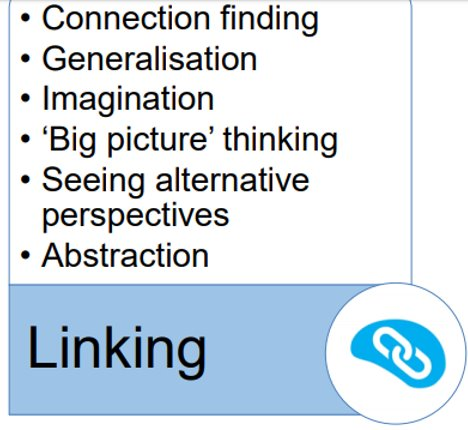 • Connection finding
• Generalisation
• Imagination
• ‘Big picture’ thinking
• Seeing alternative
perspectives
• Abstraction
Linking